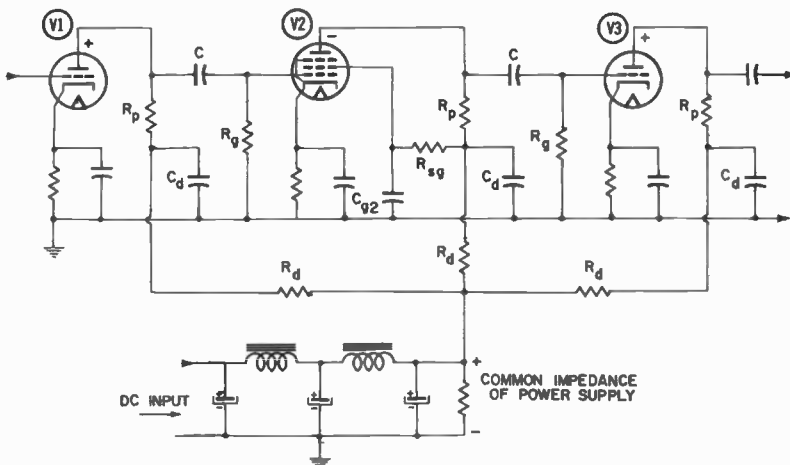 V1
+
V2
-
V3
+
C
C
Rp
Rg
Rp
Rg
Rp
Rsg
Cd
Cg2
Cd
Cd
Rd
Rd
Rd
+
COMMON IMPEDANCE
OF POWER SUPPLY
-
DC INPUT
+
-
+
-
+
-